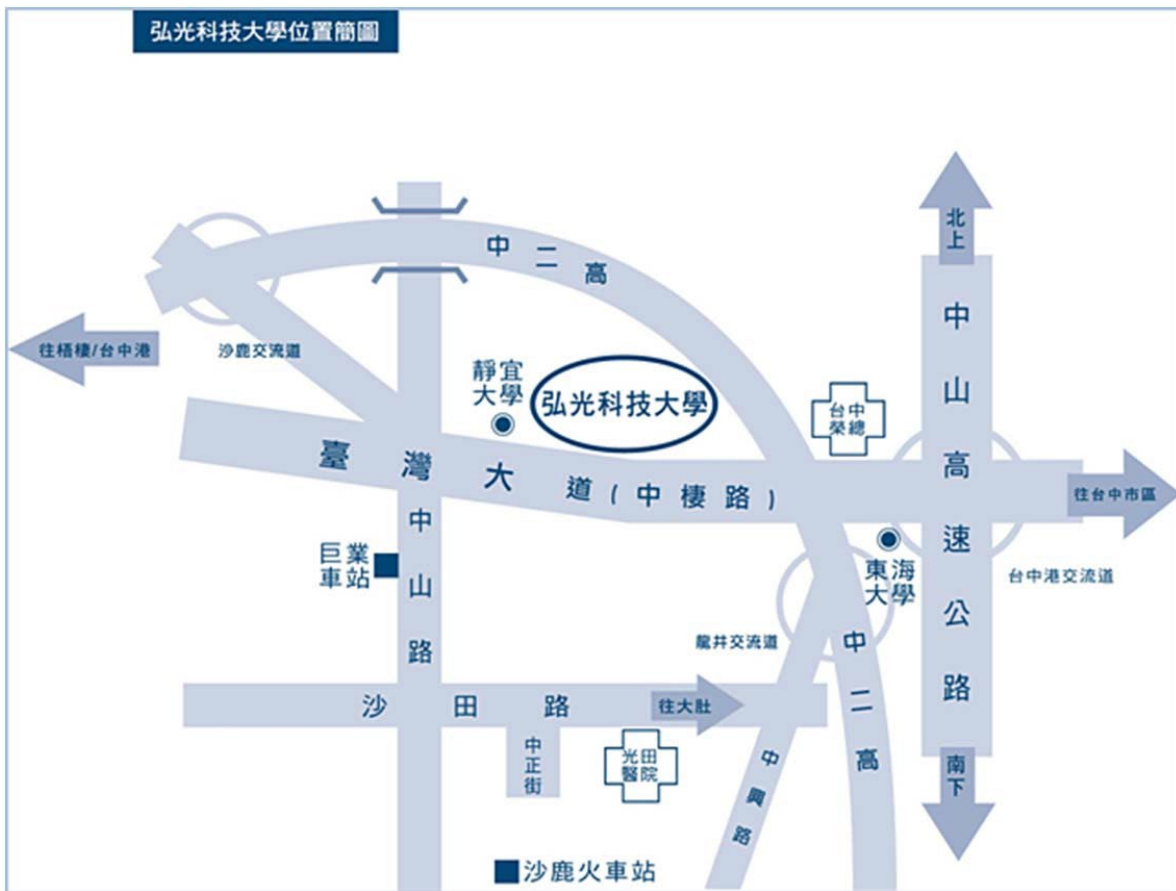 弘光科技大學位置簡圖
北上
中二高
中山高速公路
往梧棲/台中港
沙鹿交流道
靜宜
大學
弘光科技大學
台中
榮總
臺灣大道(中棲路)
往台中市區
中山路
巨業
車站
東海
大學
台中港交流道
龍井交流道
中二高
沙田路
往大肚
中正街
光田
醫院
中興路
南下
沙鹿火車站